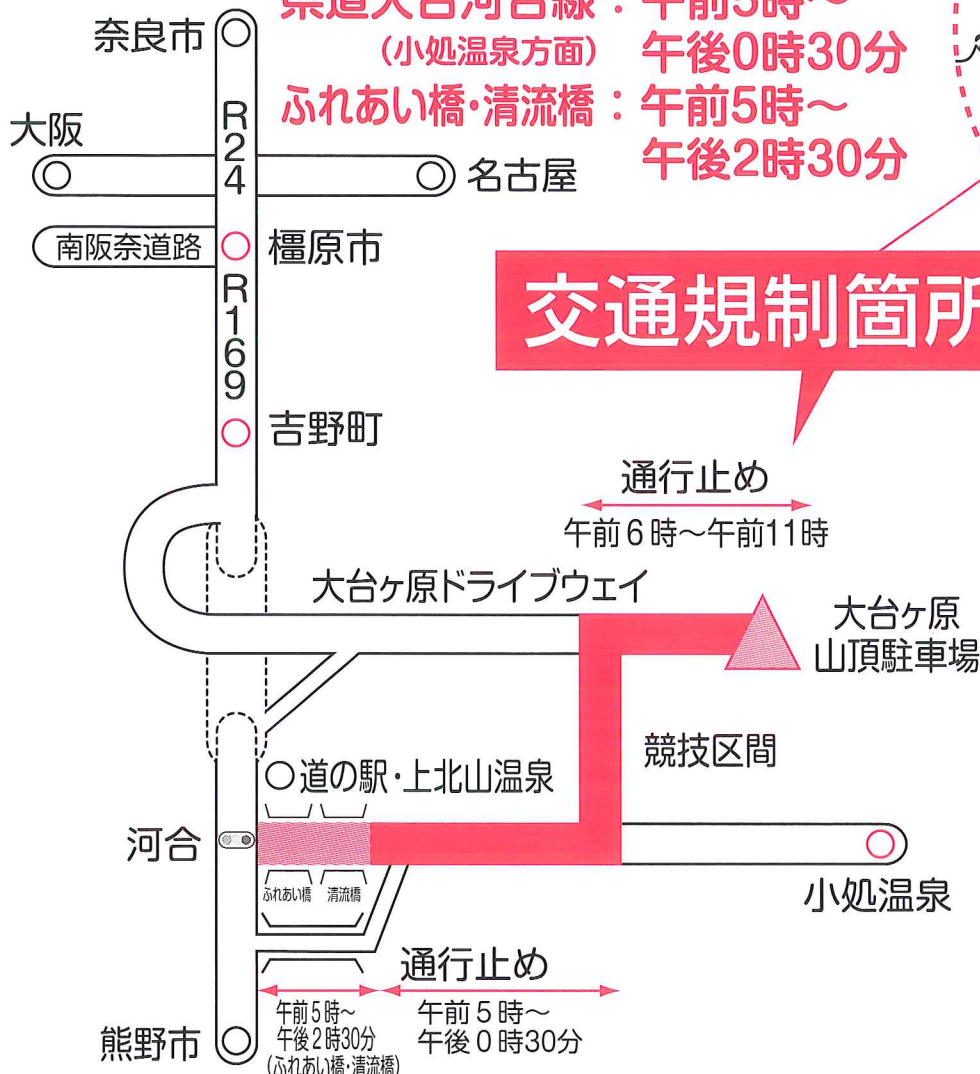 県道大台河合線：午前5時～
(小処温泉方面) 午後0時30分
ふれあい橋・清流橋：午前5時～
午後2時30分
奈良市
大阪
R24
名古屋
南阪奈道路
橿原市
R169
交通規制箇所
吉野町
通行止め
午前6時～午前11時
大台ヶ原ドライブウェイ
大台ヶ原
山頂駐車場
競技区間
道の駅・上北山温泉
河合
ふれあい橋 清流橋
小処温泉
通行止め
午前5時～
午後2時30分
(ふれあい橋・清流橋)
午前5時～
午後0時30分
熊野市